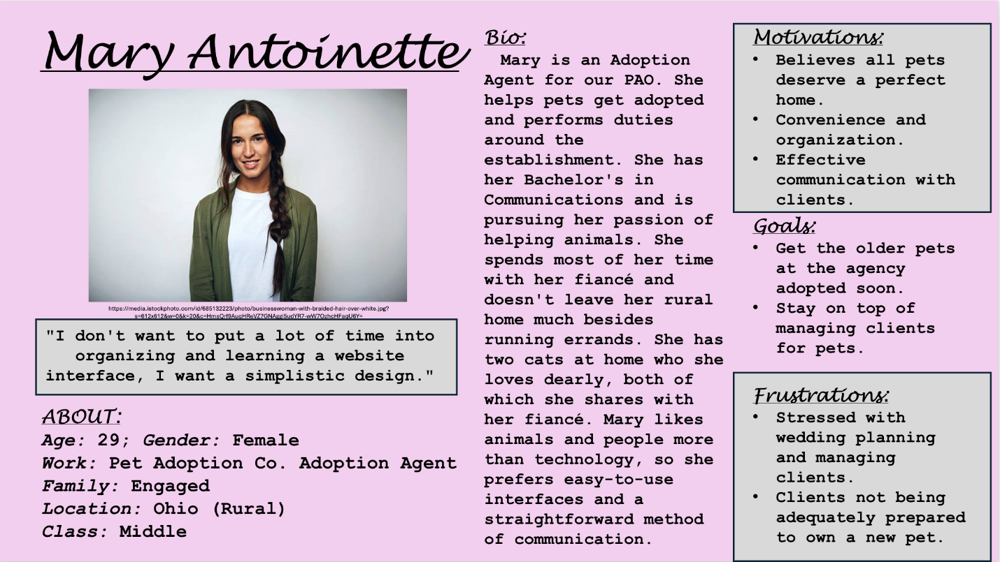 Mary Antoinette
https://media.istockphoto.com/id/685132223/photo/businesswoman-with-braided-hair-over-white.jpg?
"I don't want to put a lot of time into
organizing and learning a website
interface, I want a simplistic design."
ABOUT:
Age: 29; Gender: Female
Work: Pet Adoption Co. Adoption Agent
Family: Engaged
Location: Ohio (Rural)
Class: Middle
Bio:
Mary is an Adoption
Agent for our PAO. She
helps pets get adopted
and performs duties
around the
establishment. She has
her Bachelor's in
Communications and is
pursuing her passion of
helping animals. She
spends most of her time
with her fiancé and
doesn't leave her rural
home much besides
running errands. She has
two cats at home who she
loves dearly, both of
which she shares with
her fiancé. Mary likes
animals and people more
than technology, so she
prefers easy-to-use
interfaces and a
straightforward method
of communication.
Motivations:
• Believes all pets
deserve a perfect
home.
• Convenience and
organization.
• Effective
communication with
clients.
Goals:
• Get the older pets
at the agency
adopted soon.
• Stay on top of
managing clients
for pets.
Frustrations:
• Stressed with
wedding planning
and managing
clients.
• Clients not being
adequately prepared
to own a new pet.